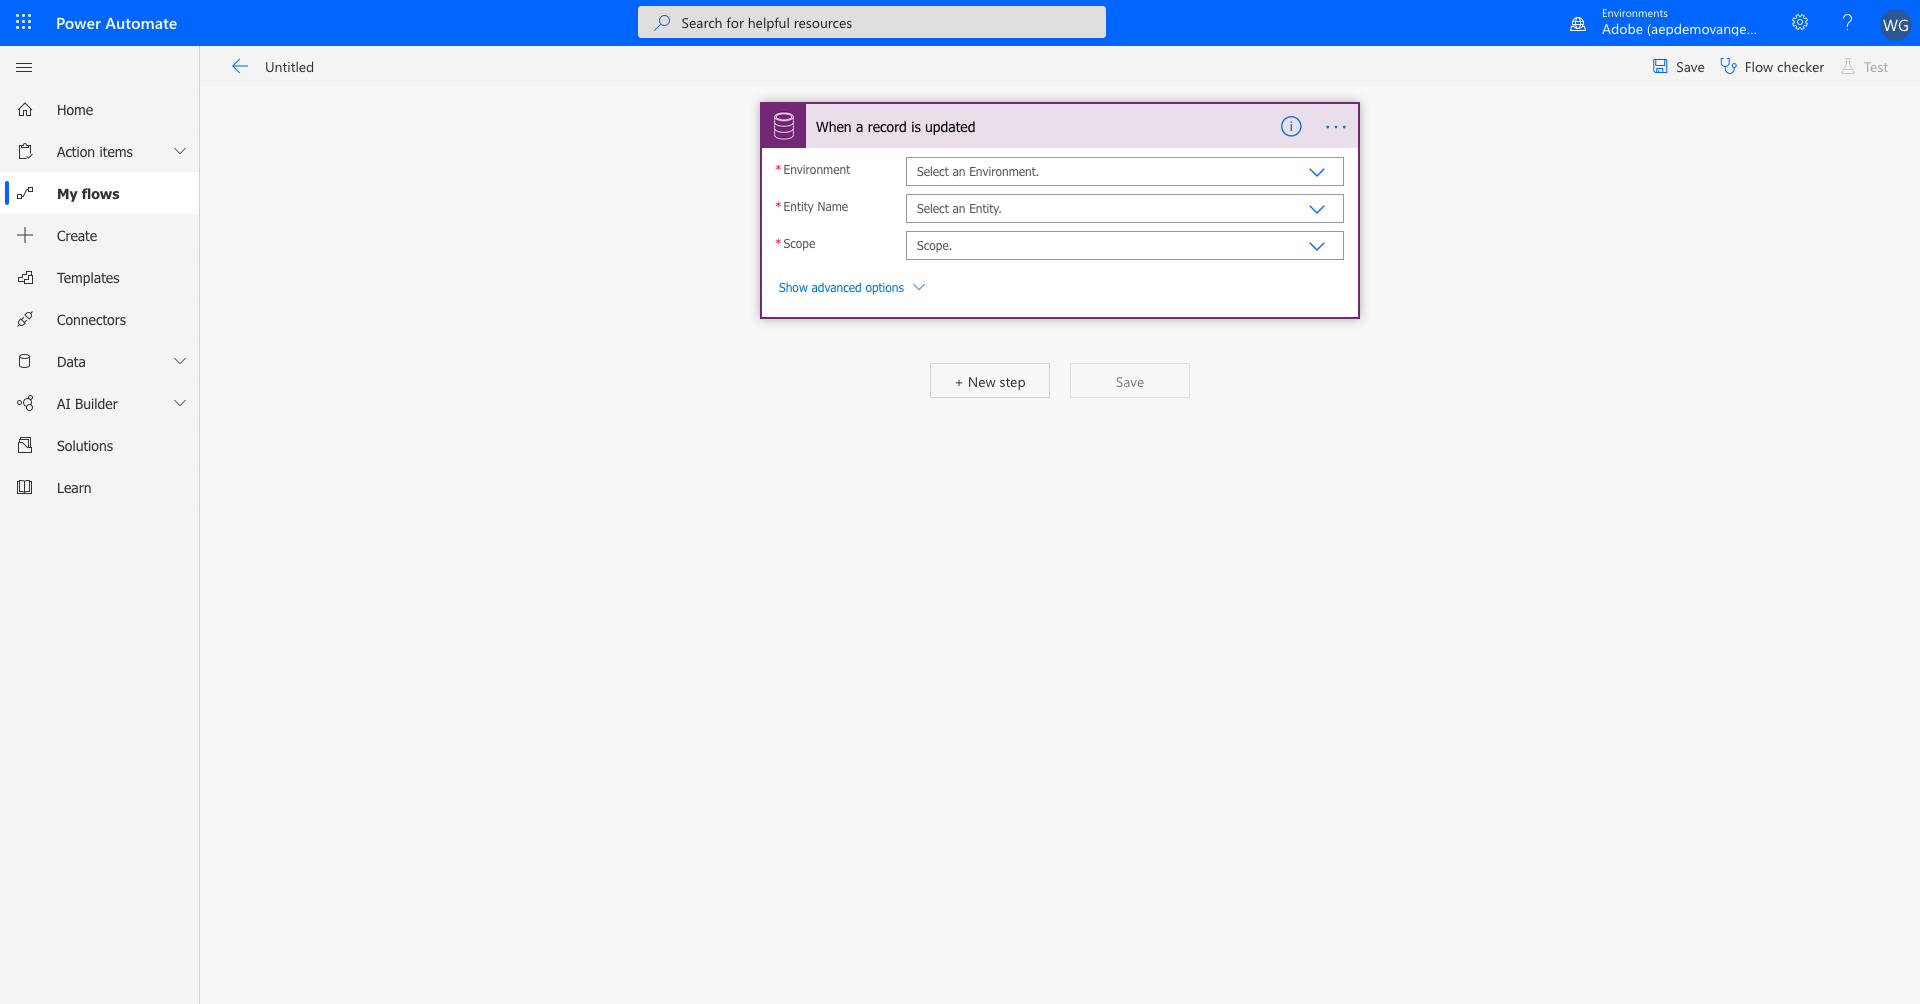 Power Automate
Search for helpful resources
Environments
Adobe (aepdemovange...
WG
Untitled
Save
Flow checker
Test
Home
Action items
My flows
Create
Templates
Connectors
Data
AI Builder
Solutions
Learn
When a record is updated
* Environment
Select an Environment.
* Entity Name
Select an Entity.
* Scope
Scope.
Show advanced options
+ New step
Save